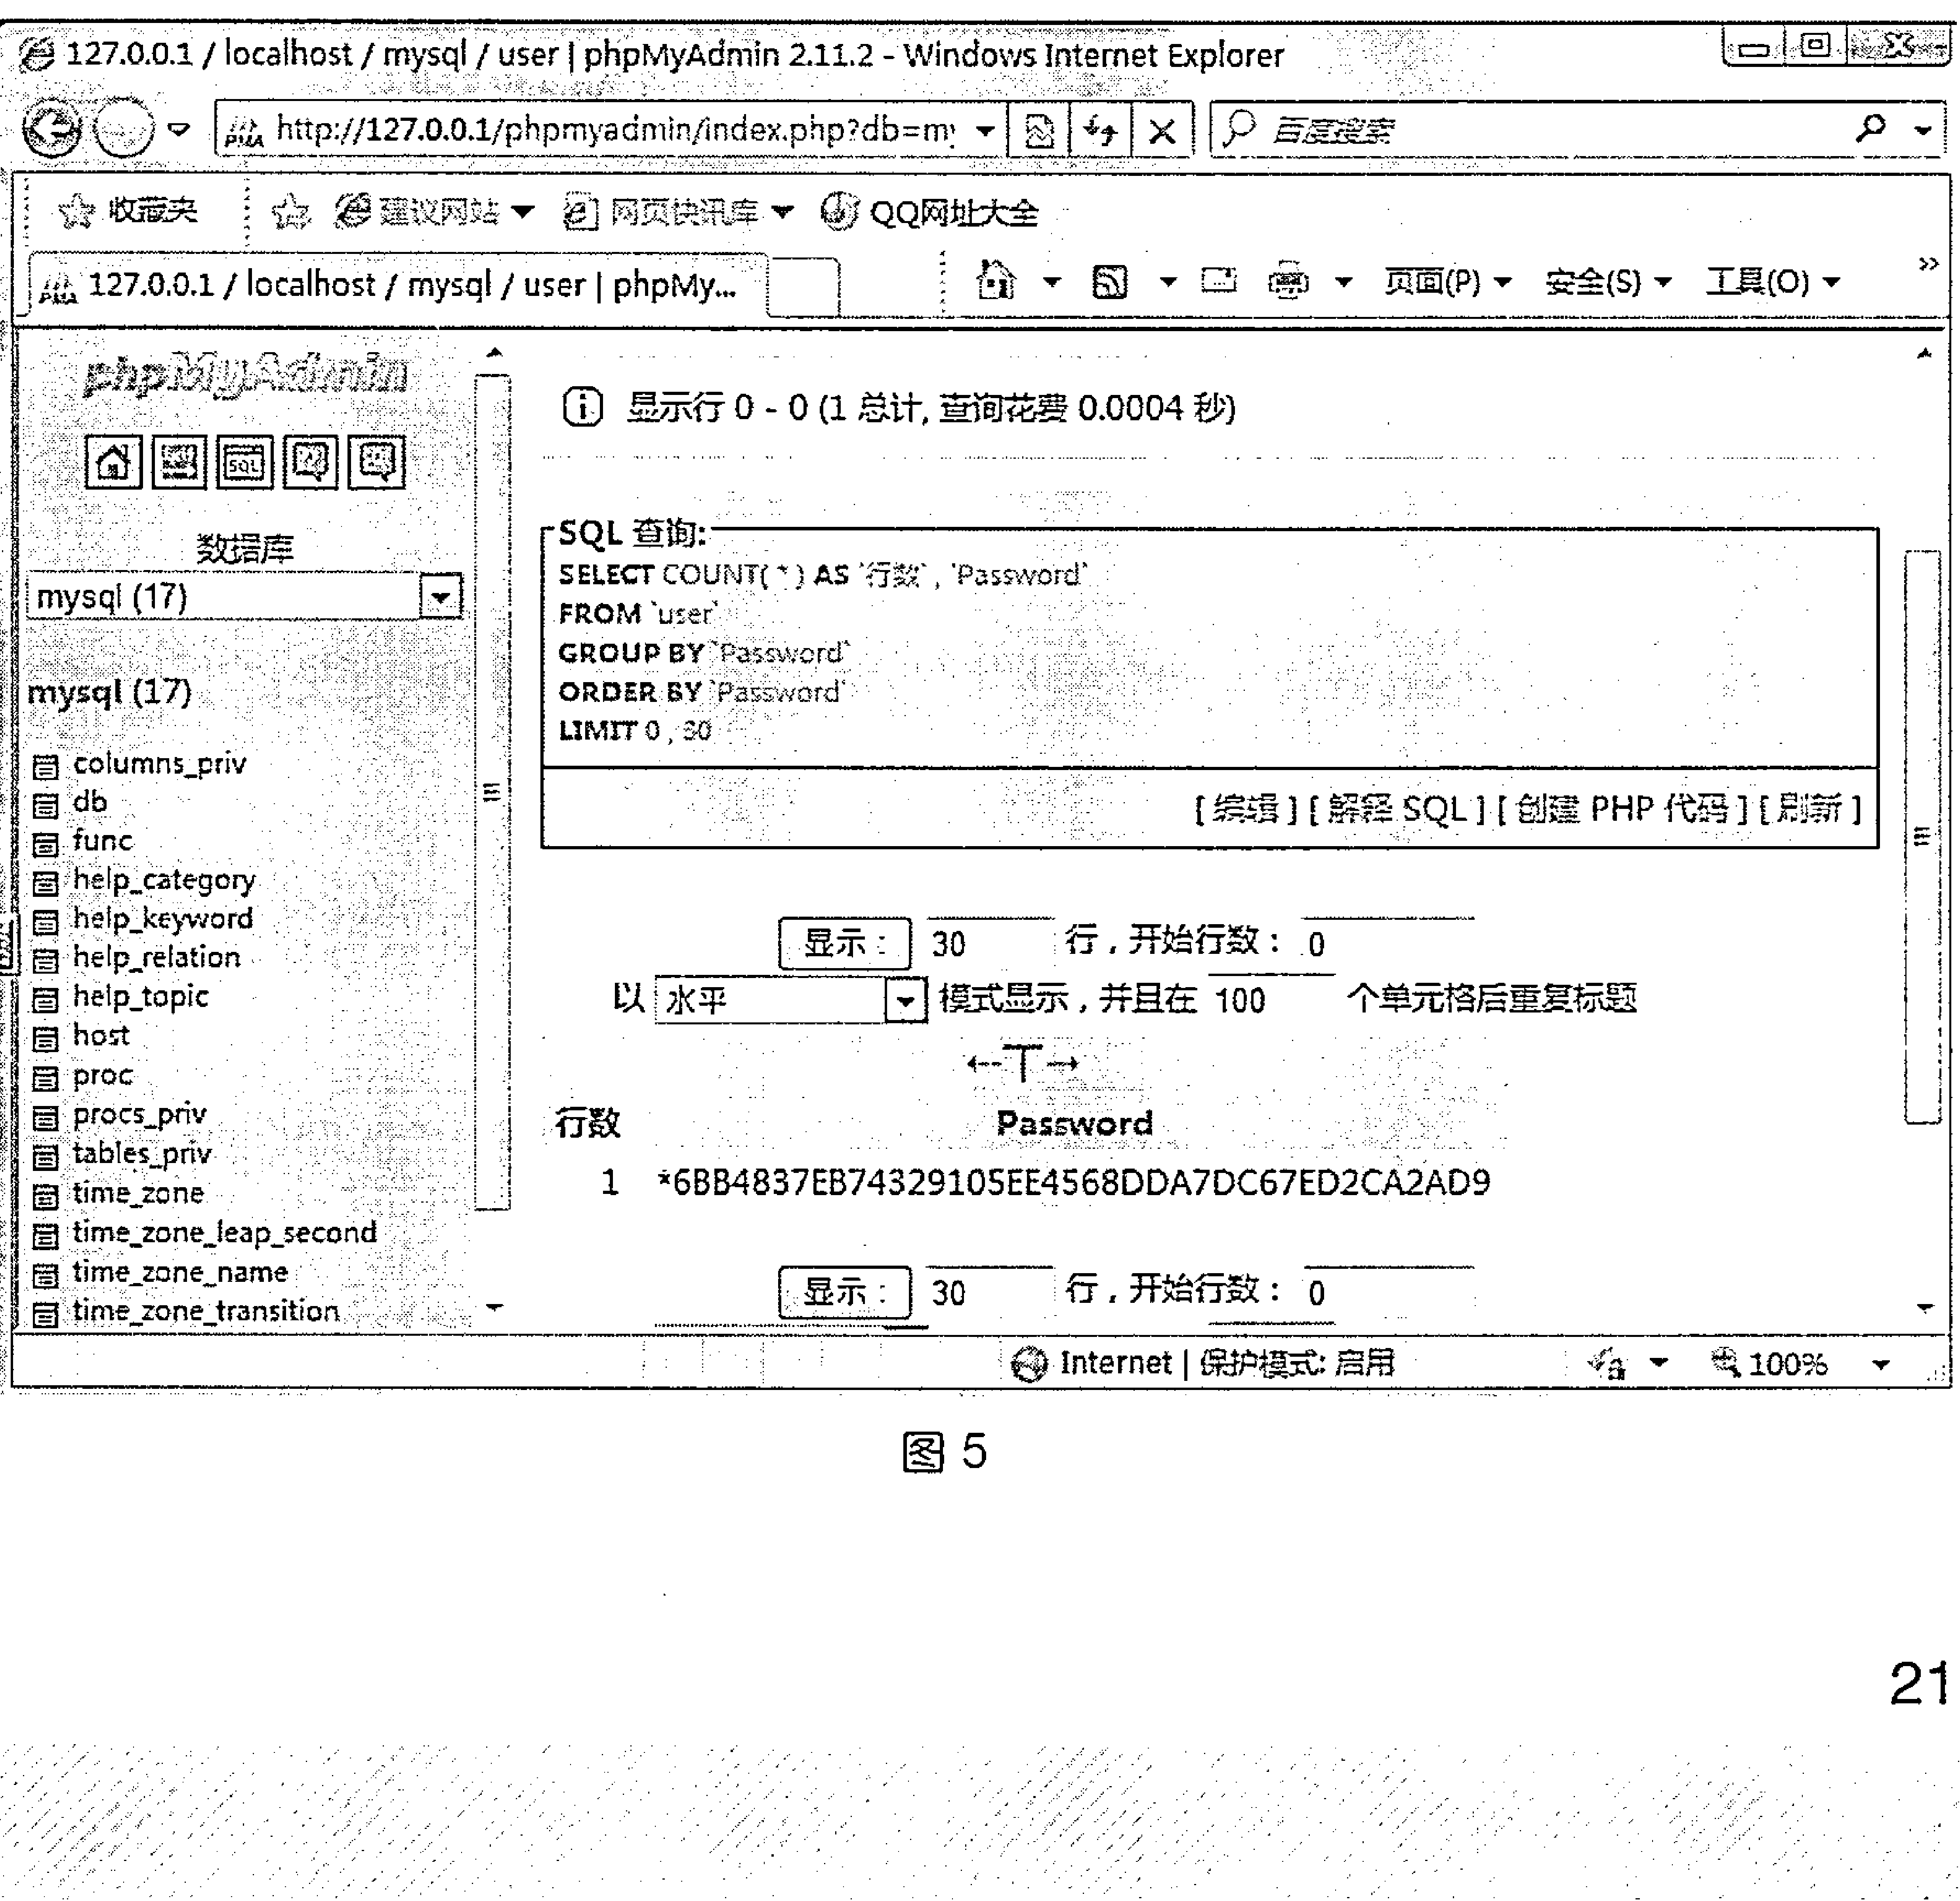 127.0.0.1 / localhost / mysql / user | phpMyAdmin 2.11.2 - Windows Internet Explorer
PMA http://127.0.0.1/phpmyadmin/index.php?db=my
百度搜索
收藏夹 建议网站 网页快讯库 QQ网址大全
PMA 127.0.0.1 / localhost / mysql / user | phpMy... 页面(P) 安全(S) 工具(O) »
phpMyAdmin
SQL
数据库
mysql (17)
mysql (17)
columns_priv
db
func
help_category
help_keyword
help_relation
help_topic
host
proc
procs_priv
tables_priv
time_zone
time_zone_leap_second
time_zone_name
time_zone_transition
显示行 0 - 0 (1 总计, 查询花费 0.0004 秒)
SQL 查询:
SELECT COUNT( * ) AS `行数` , `Password`
FROM `user`
GROUP BY `Password`
ORDER BY `Password`
LIMIT 0 , 30
[ 编辑 ] [ 解释 SQL ] [ 创建 PHP 代码 ] [ 刷新 ]
显示 : 30 行 , 开始行数 : 0
以 水平 模式显示 , 并且在 100 个单元格后重复标题
←T→
行数 Password
1 *6BB4837EB74329105EE4568DDA7DC67ED2CA2AD9
显示 : 30 行 , 开始行数 : 0
Internet | 保护模式: 启用 100%
图 5
21